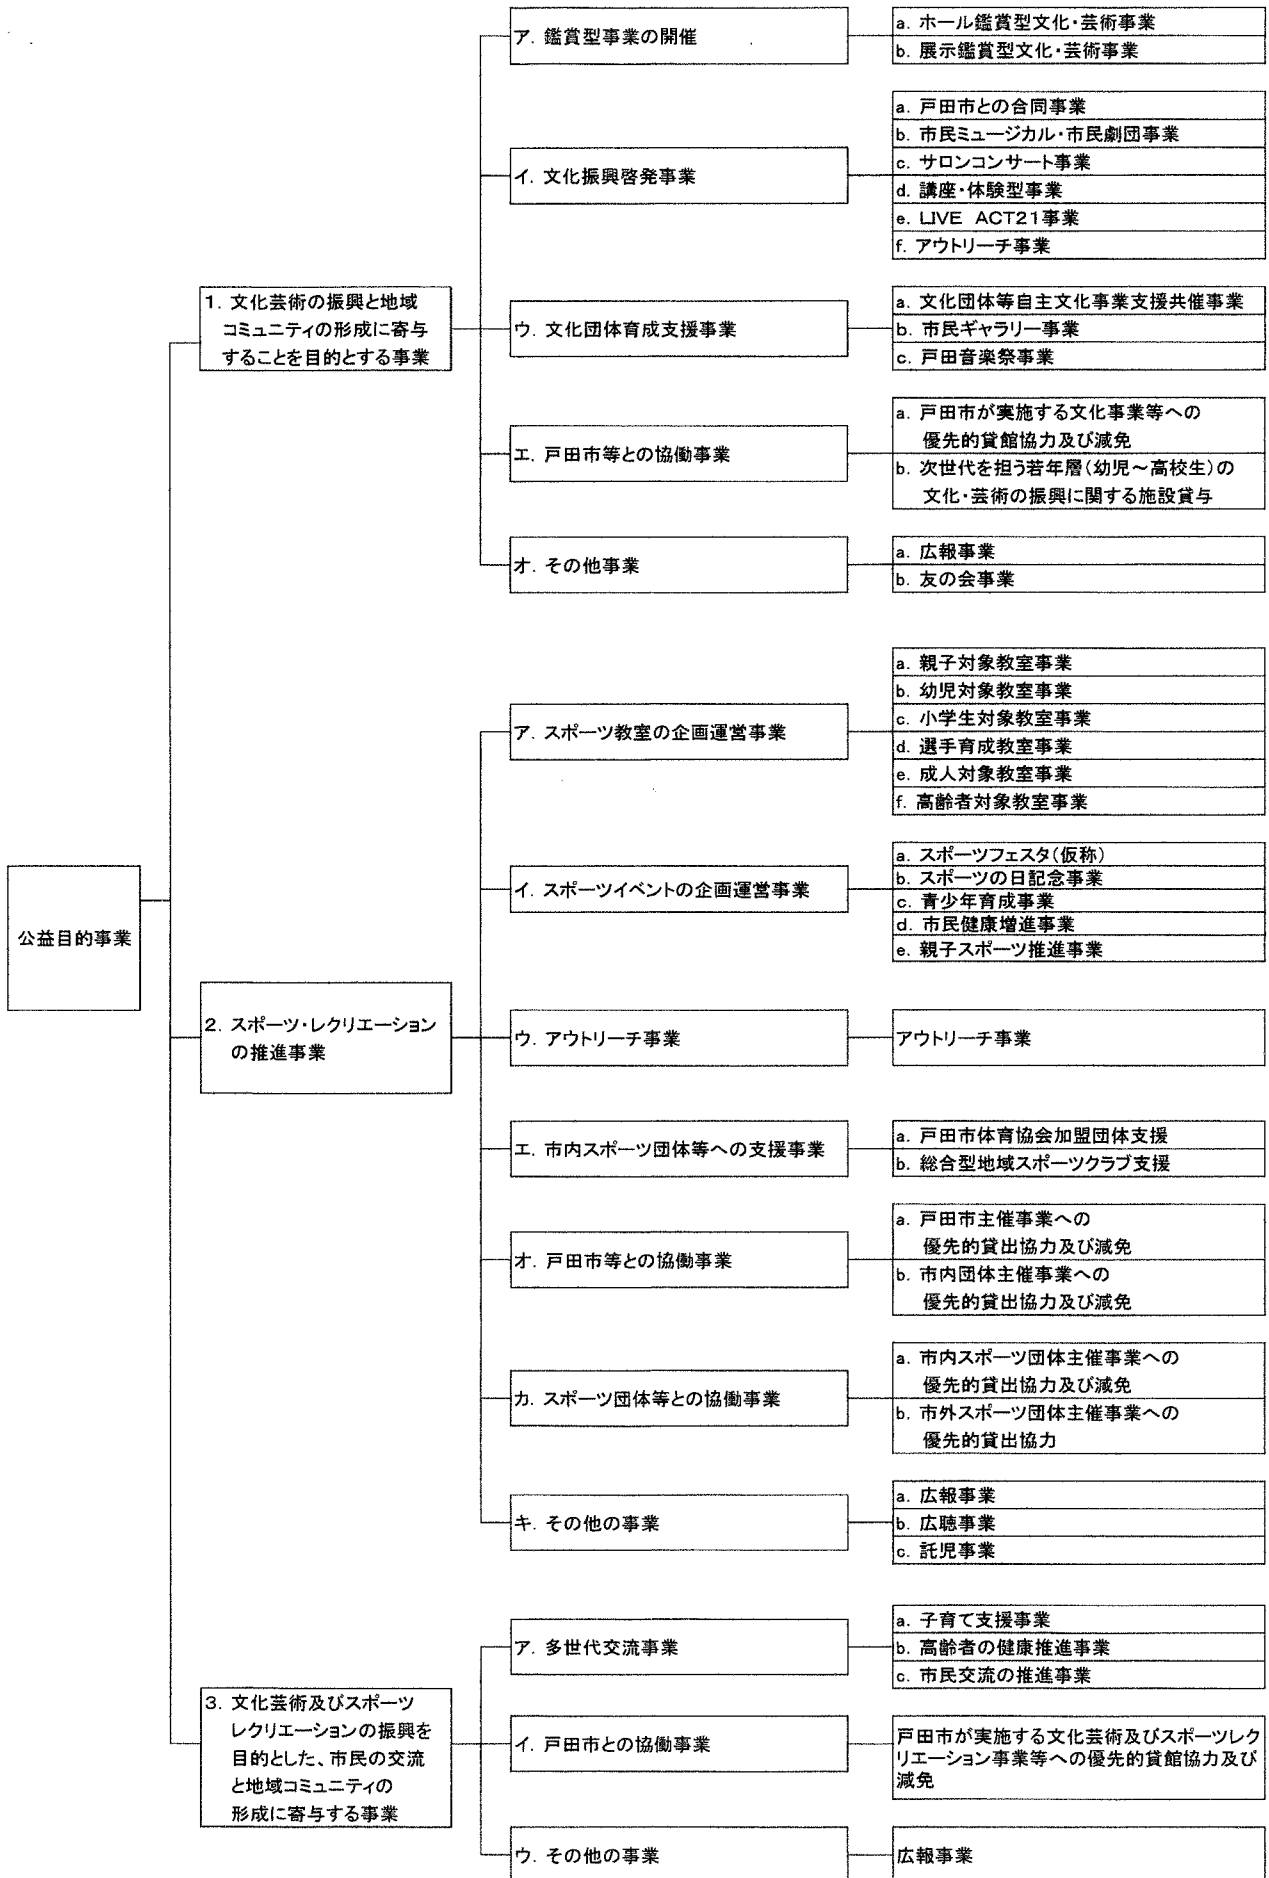 公益目的事業
1. 文化芸術の振興と地域
コミュニティの形成に寄与
することを目的とする事業
ア. 鑑賞型事業の開催
a. ホール鑑賞型文化・芸術事業
b. 展示鑑賞型文化・芸術事業
イ. 文化振興啓発事業
a. 戸田市との合同事業
b. 市民ミュージカル・市民劇団事業
c. サロンコンサート事業
d. 講座・体験型事業
e. LIVE ACT21事業
f. アウトリーチ事業
ウ. 文化団体育成支援事業
a. 文化団体等自主文化事業支援共催事業
b. 市民ギャラリー事業
c. 戸田音楽祭事業
エ. 戸田市等との協働事業
a. 戸田市が実施する文化事業等への
優先的貸館協力及び減免
b. 次世代を担う若年層(幼児~高校生)の
文化・芸術の振興に関する施設貸与
オ. その他事業
a. 広報事業
b. 友の会事業
2. スポーツ・レクリエーション
の推進事業
ア. スポーツ教室の企画運営事業
a. 親子対象教室事業
b. 幼児対象教室事業
c. 小学生対象教室事業
d. 選手育成教室事業
e. 成人対象教室事業
f. 高齢者対象教室事業
イ. スポーツイベントの企画運営事業
a. スポーツフェスタ(仮称)
b. スポーツの日記念事業
c. 青少年育成事業
d. 市民健康増進事業
e. 親子スポーツ推進事業
ウ. アウトリーチ事業
アウトリーチ事業
エ. 市内スポーツ団体等への支援事業
a. 戸田市体育協会加盟団体支援
b. 総合型地域スポーツクラブ支援
オ. 戸田市等との協働事業
a. 戸田市主催事業への
優先的貸出協力及び減免
b. 市内団体主催事業への
優先的貸出協力及び減免
カ. スポーツ団体等との協働事業
a. 市内スポーツ団体主催事業への
優先的貸出協力及び減免
b. 市外スポーツ団体主催事業への
優先的貸出協力
キ. その他の事業
a. 広報事業
b. 広聴事業
c. 託児事業
3. 文化芸術及びスポーツ
レクリエーションの振興を
目的とした、市民の交流
と地域コミュニティの
形成に寄与する事業
ア. 多世代交流事業
a. 子育て支援事業
b. 高齢者の健康推進事業
c. 市民交流の推進事業
イ. 戸田市との協働事業
戸田市が実施する文化芸術及びスポーツレク
リエーション事業等への優先的貸館協力及び
減免
ウ. その他の事業
広報事業